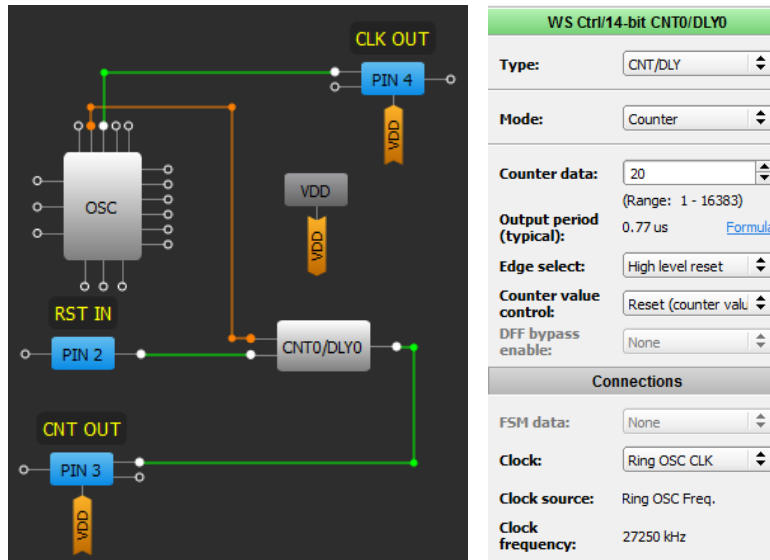 CLK OUT
PIN 4
VDD
OSC
VDD
VDD
RST IN
PIN 2
CNT0/DLY0
CNT OUT
PIN 3
VDD
WS Ctrl/14-bit CNT0/DLY0
Type: CNT/DLY
Mode: Counter
Counter data: 20
(Range: 1 - 16383)
Output period
(typical): 0.77 us Formula
Edge select: High level reset
Counter value
control: Reset (counter valu
DFF bypass
enable: None
Connections
FSM data: None
Clock: Ring OSC CLK
Clock source: Ring OSC Freq.
Clock
frequency: 27250 kHz